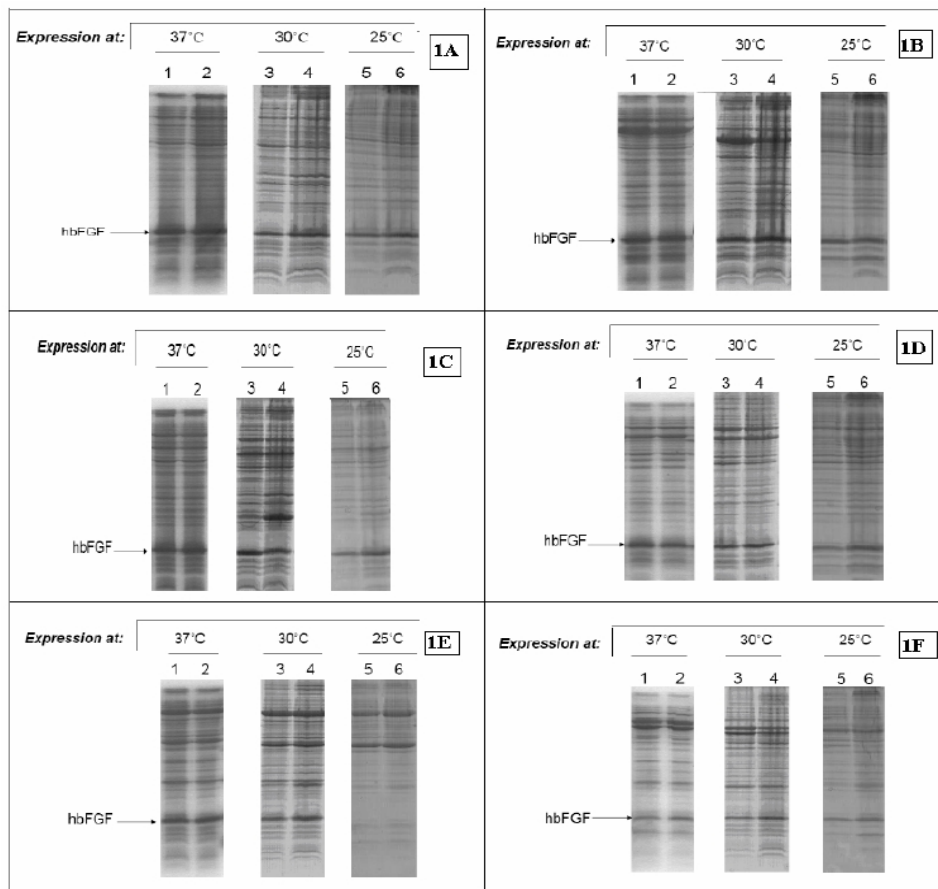 Expression at:
37°C 30°C 25°C
1A
1 2 3 4 5 6
hbFGF
Expression at:
37°C 30°C 25°C
1B
1 2 3 4 5 6
hbFGF
Expression at:
37°C 30°C 25°C
1C
1 2 3 4 5 6
hbFGF
Expression at:
37°C 30°C 25°C
1D
1 2 3 4 5 6
hbFGF
Expression at:
37°C 30°C 25°C
1E
1 2 3 4 5 6
hbFGF
Expression at:
37°C 30°C 25°C
1F
1 2 3 4 5 6
hbFGF